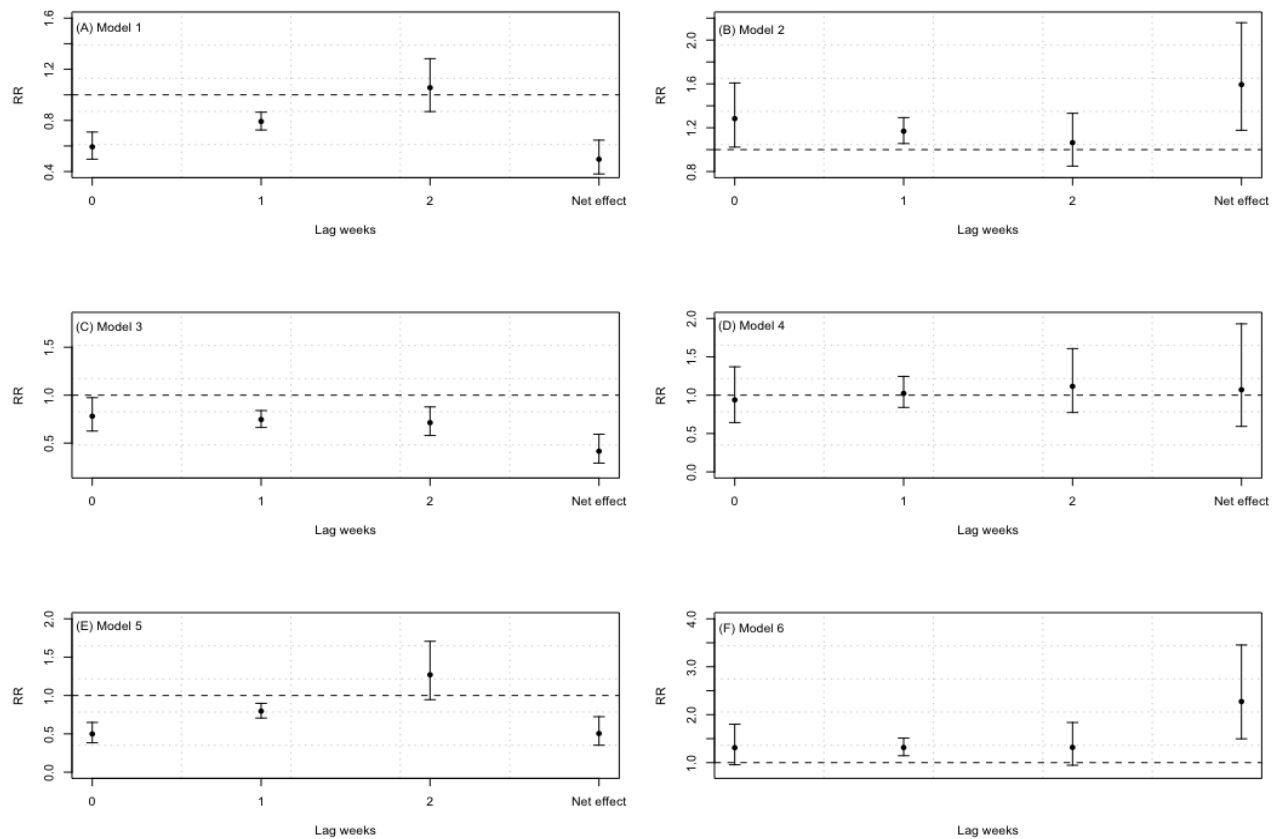 (A) Model 1
RR
1.6
1.2
0.8
0.4
0 1 2 Net effect
Lag weeks
(B) Model 2
RR
2.0
1.6
1.2
0.8
0 1 2 Net effect
Lag weeks
(C) Model 3
RR
1.5
1.0
0.5
0 1 2 Net effect
Lag weeks
(D) Model 4
RR
2.0
1.5
1.0
0.5
0.0
0 1 2 Net effect
Lag weeks
(E) Model 5
RR
2.0
1.5
1.0
0.5
0.0
0 1 2 Net effect
Lag weeks
(F) Model 6
RR
4.0
3.0
2.0
1.0
Lag weeks